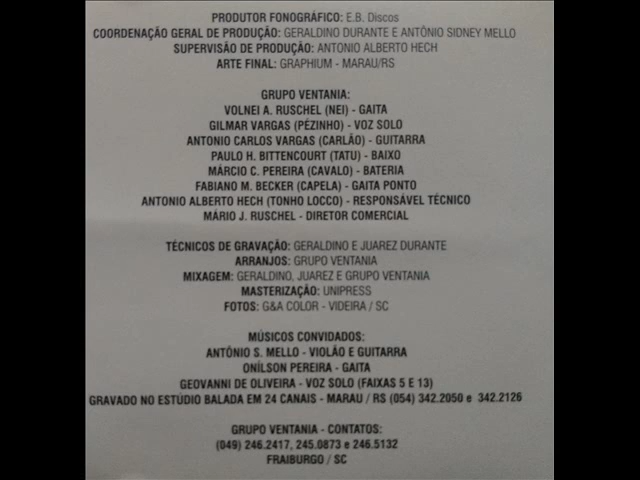 PRODUTOR FONOGRÁFICO: E.B. Discos
COORDENAÇÃO GERAL DE PRODUÇÃO: GERALDINO DURANTE E ANTÔNIO SIDNEY MELLO
SUPERVISÃO DE PRODUÇÃO: ANTONIO ALBERTO HECH
ARTE FINAL: GRAPHIUM - MARAU/RS
GRUPO VENTANIA:
VOLNEI A. RUSCHEL (NEI) - GAITA
GILMAR VARGAS (PÉZINHO) - VOZ SOLO
ANTONIO CARLOS VARGAS (CARLÃO) - GUITARRA
PAULO H. BITTENCOURT (TATU) - BAIXO
MÁRCIO C. PEREIRA (CAVALO) - BATERIA
FABIANO M. BECKER (CAPELA) - GAITA PONTO
ANTONIO ALBERTO HECH (TONHO LOCCO) - RESPONSÁVEL TÉCNICO
MÁRIO J. RUSCHEL - DIRETOR COMERCIAL
TÉCNICOS DE GRAVAÇÃO: GERALDINO E JUAREZ DURANTE
ARRANJOS: GRUPO VENTANIA
MIXAGEM: GERALDINO, JUAREZ E GRUPO VENTANIA
MASTERIZAÇÃO: UNIPRESS
FOTOS: G&A COLOR - VIDEIRA / SC
MÚSICOS CONVIDADOS:
ANTÔNIO S. MELLO - VIOLÃO E GUITARRA
ONÍLSON PEREIRA - GAITA
GEOVANNI DE OLIVEIRA - VOZ SOLO (FAIXAS 5 E 13)
GRAVADO NO ESTÚDIO BALADA EM 24 CANAIS - MARAU / RS (054) 342.2050 e 342.2126
GRUPO VENTANIA - CONTATOS:
(049) 246.2417, 245.0873 e 246.5132
FRAIBURGO / SC